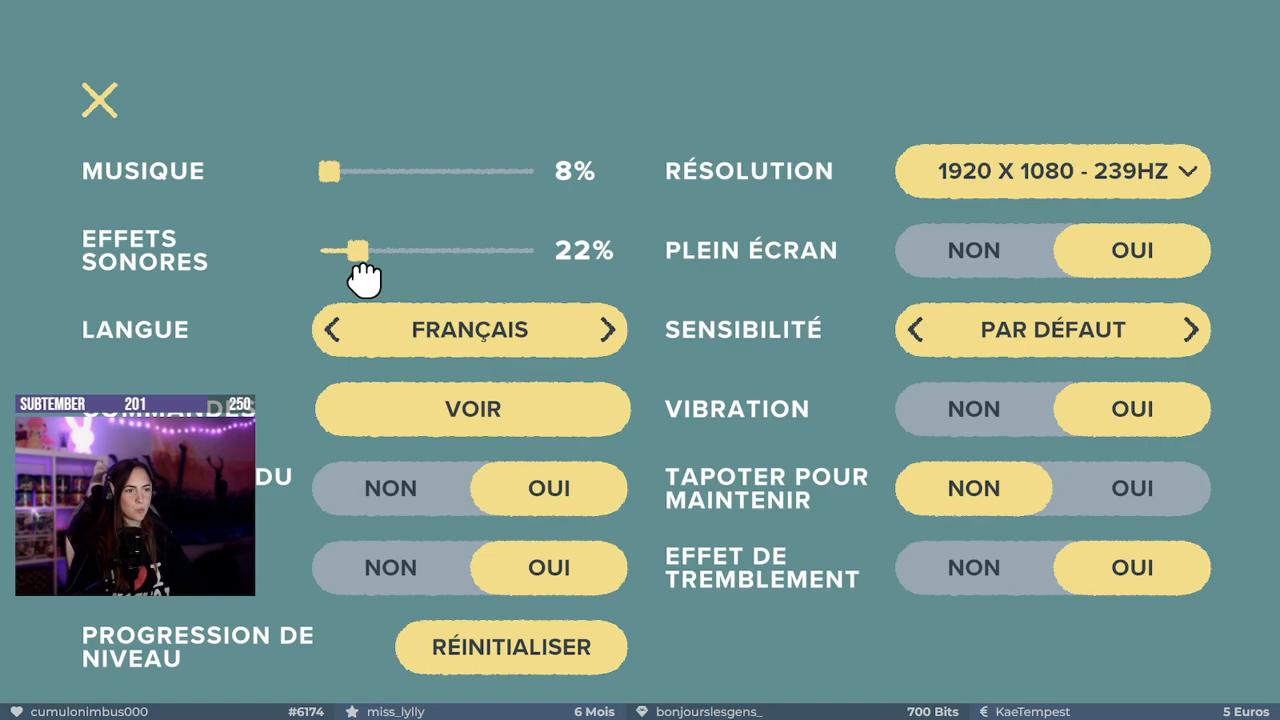 MUSIQUE
8%
EFFETS
SONORES
22%
LANGUE
FRANÇAIS
COMMANDES
VOIR
DU
NON
OUI
NON
OUI
PROGRESSION DE
NIVEAU
RÉINITIALISER
RÉSOLUTION
1920 X 1080 - 239HZ
PLEIN ÉCRAN
NON
OUI
SENSIBILITÉ
PAR DÉFAUT
VIBRATION
NON
OUI
TAPOTER POUR
MAINTENIR
NON
OUI
EFFET DE
TREMBLEMENT
NON
OUI
SUBTEMBER 201 250
cumulonimbus000 #6174 miss_lylly 6 Mois bonjourslesgens_ 700 Bits KaeTempest 5 Euros